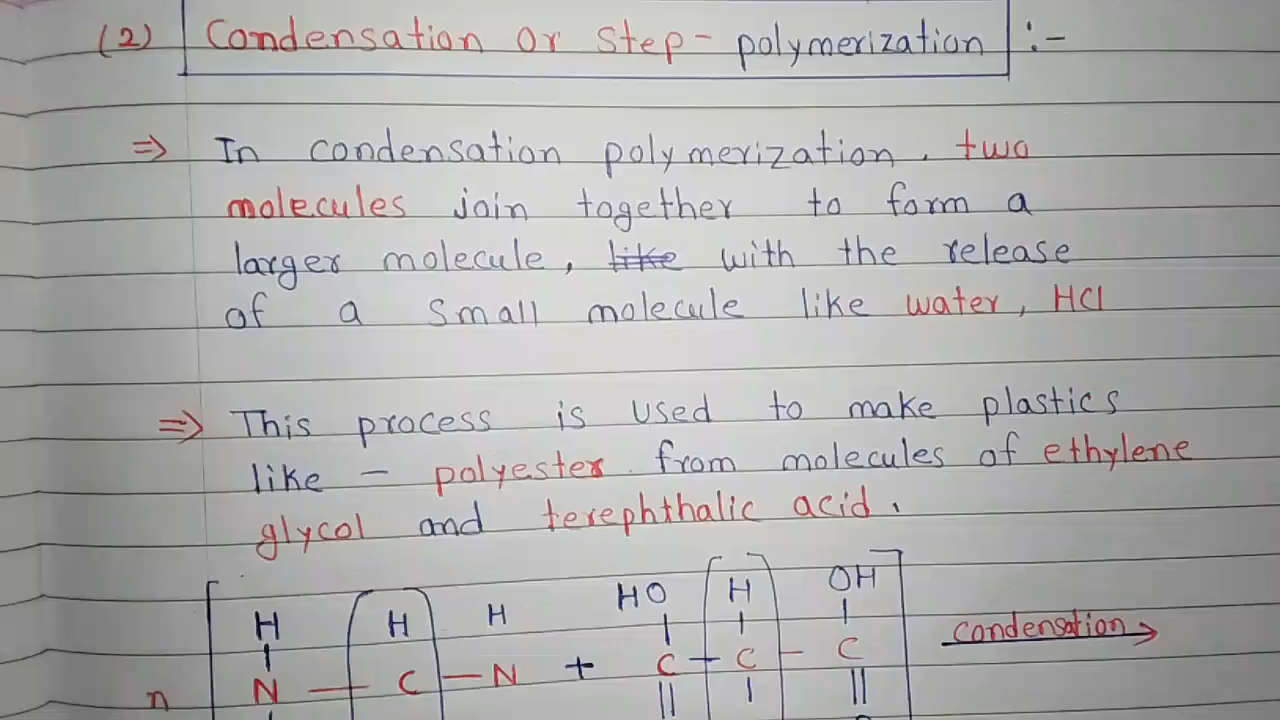 (2) Condensation or Step-polymerization :-
⇒ In condensation polymerization, two
molecules join together to form a
larger molecule, like with the release
of a small molecule like water, HCl
⇒ This process is used to make plastics
like - polyester from molecules of ethylene
glycol and terephthalic acid.
H H H HO H OH
n N — C — N + C — C — C condensation →